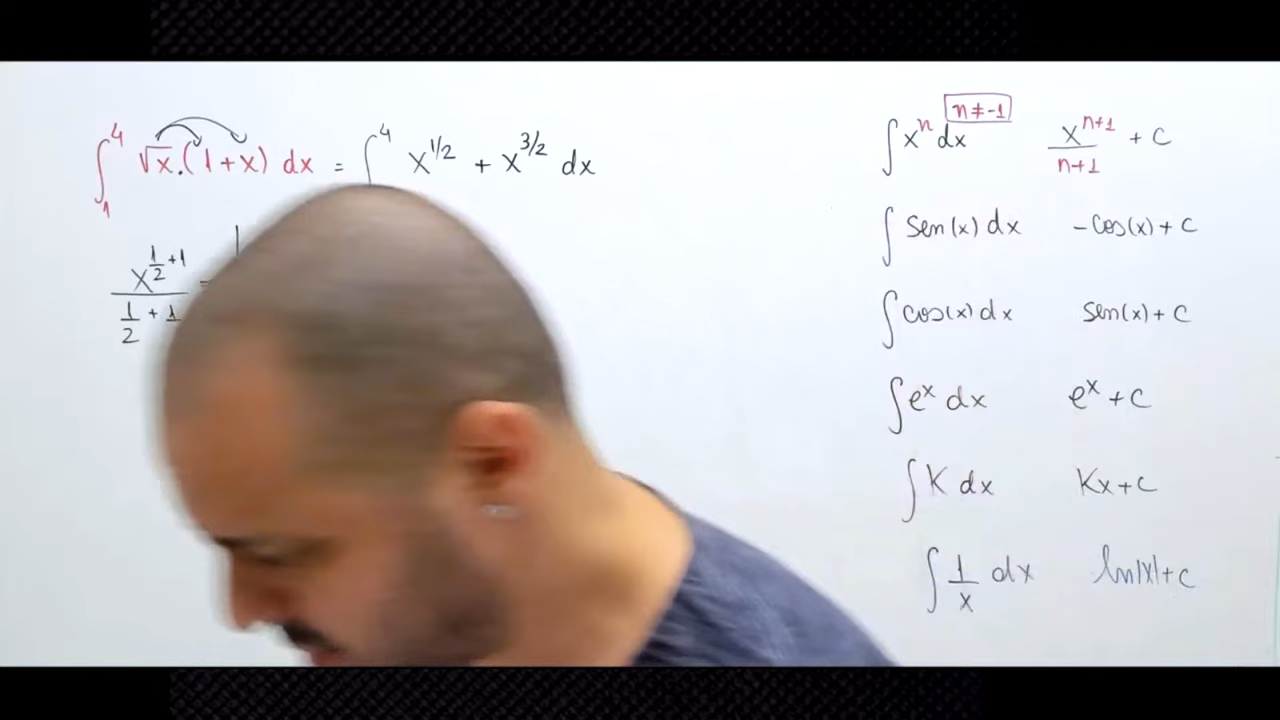 ∫₁⁴ √x.(1+x) dx = ∫⁴ x^1/2 + x^3/2 dx
x^(1/2 +1)
1/2 + 1
∫xⁿdx n≠-1 xⁿ⁺¹/n+1 + c
∫ sen(x) dx -cos(x)+c
∫cos(x) dx sen(x)+c
∫eˣ dx eˣ+c
∫K dx Kx+c
∫1/x dx ln|x|+c